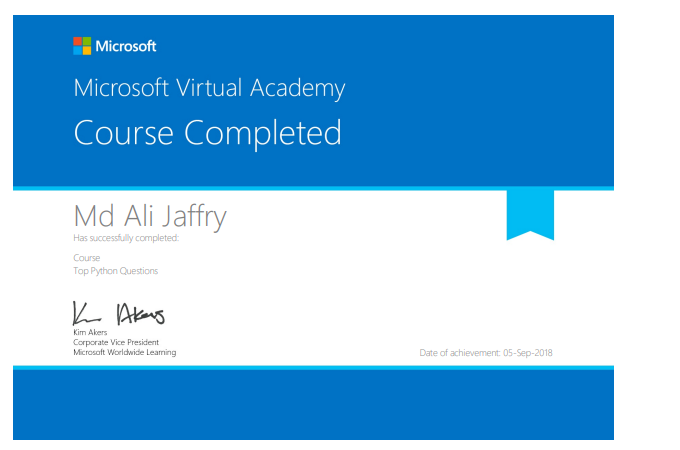 Microsoft
Microsoft Virtual Academy
Course Completed
Md Ali Jaffry
Has successfully completed:
Course
Top Python Questions
K Akers
Kim Akers
Corporate Vice President
Microsoft Worldwide Learning
Date of achievement: 05-Sep-2018